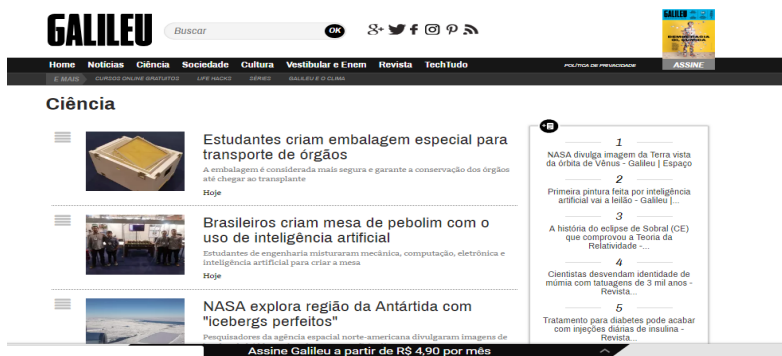 GALILEU
Buscar
OK
ASSINE
Home Notícias Ciência Sociedade Cultura Vestibular e Enem Revista TechTudo
POLÍTICA DE PRIVACIDADE
E MAIS CURSOS ONLINE GRATUITOS LIFE HACKS SÉRIES GALILEU E O CLIMA
Ciência
Estudantes criam embalagem especial para
transporte de órgãos
A embalagem é considerada mais segura e garante a conservação dos órgãos
até chegar ao transplante
Hoje
Brasileiros criam mesa de pebolim com o
uso de inteligência artificial
Estudantes de engenharia misturaram mecânica, computação, eletrônica e
inteligência artificial para criar a mesa
Hoje
NASA explora região da Antártida com
"icebergs perfeitos"
Pesquisadores da agência espacial norte-americana divulgaram imagens de
1
NASA divulga imagem da Terra vista
da órbita de Vênus - Galileu | Espaço
2
Primeira pintura feita por inteligência
artificial vai a leilão - Galileu |...
3
A história do eclipse de Sobral (CE)
que comprovou a Teoria da
Relatividade -...
4
Cientistas desvendam identidade de
múmia com tatuagens de 3 mil anos -
Revista...
5
Tratamento para diabetes pode acabar
com injeções diárias de insulina -
Revista...
Assine Galileu a partir de R$ 4,90 por mês